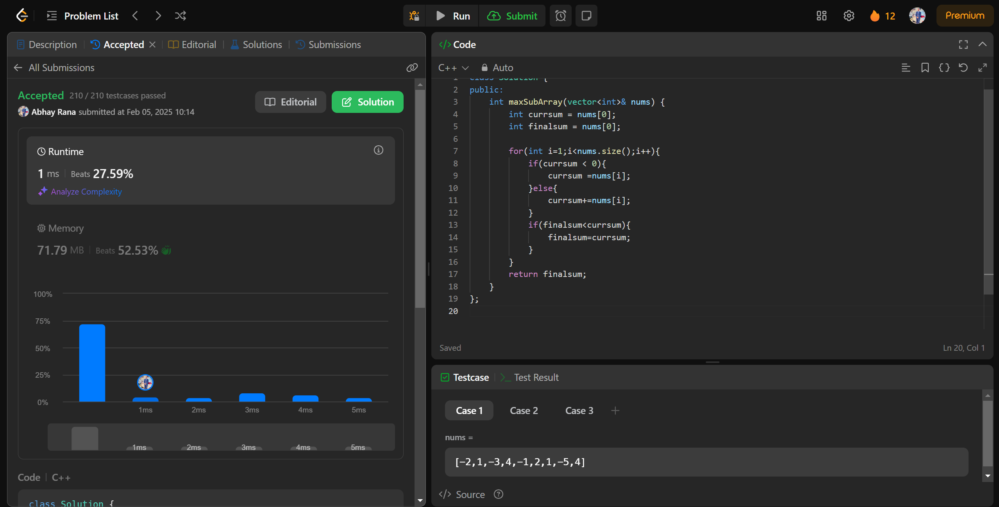 Problem List
Run
Submit
12
Premium
Description
Accepted
Editorial
Solutions
Submissions
All Submissions
Accepted 210 / 210 testcases passed
Abhay Rana submitted at Feb 05, 2025 10:14
Editorial
Solution
Runtime
1 ms
Beats 27.59%
Analyze Complexity
Memory
71.79 MB
Beats 52.53%
100%
75%
50%
25%
0%
1ms 2ms 3ms 4ms 5ms
1ms 2ms 3ms 4ms 5ms
Code | C++
class Solution {
</> Code
C++
Auto
1 class Solution {
2 public:
3 int maxSubArray(vector<int>& nums) {
4 int currsum = nums[0];
5 int finalsum = nums[0];
6
7 for(int i=1;i<nums.size();i++){
8 if(currsum < 0){
9 currsum =nums[i];
10 }else{
11 currsum+=nums[i];
12 }
13 if(finalsum<currsum){
14 finalsum=currsum;
15 }
16 }
17 return finalsum;
18 }
19 };
20
Saved
Ln 20, Col 1
Testcase
>_ Test Result
Case 1
Case 2
Case 3
+
nums =
[-2,1,-3,4,-1,2,1,-5,4]
</> Source